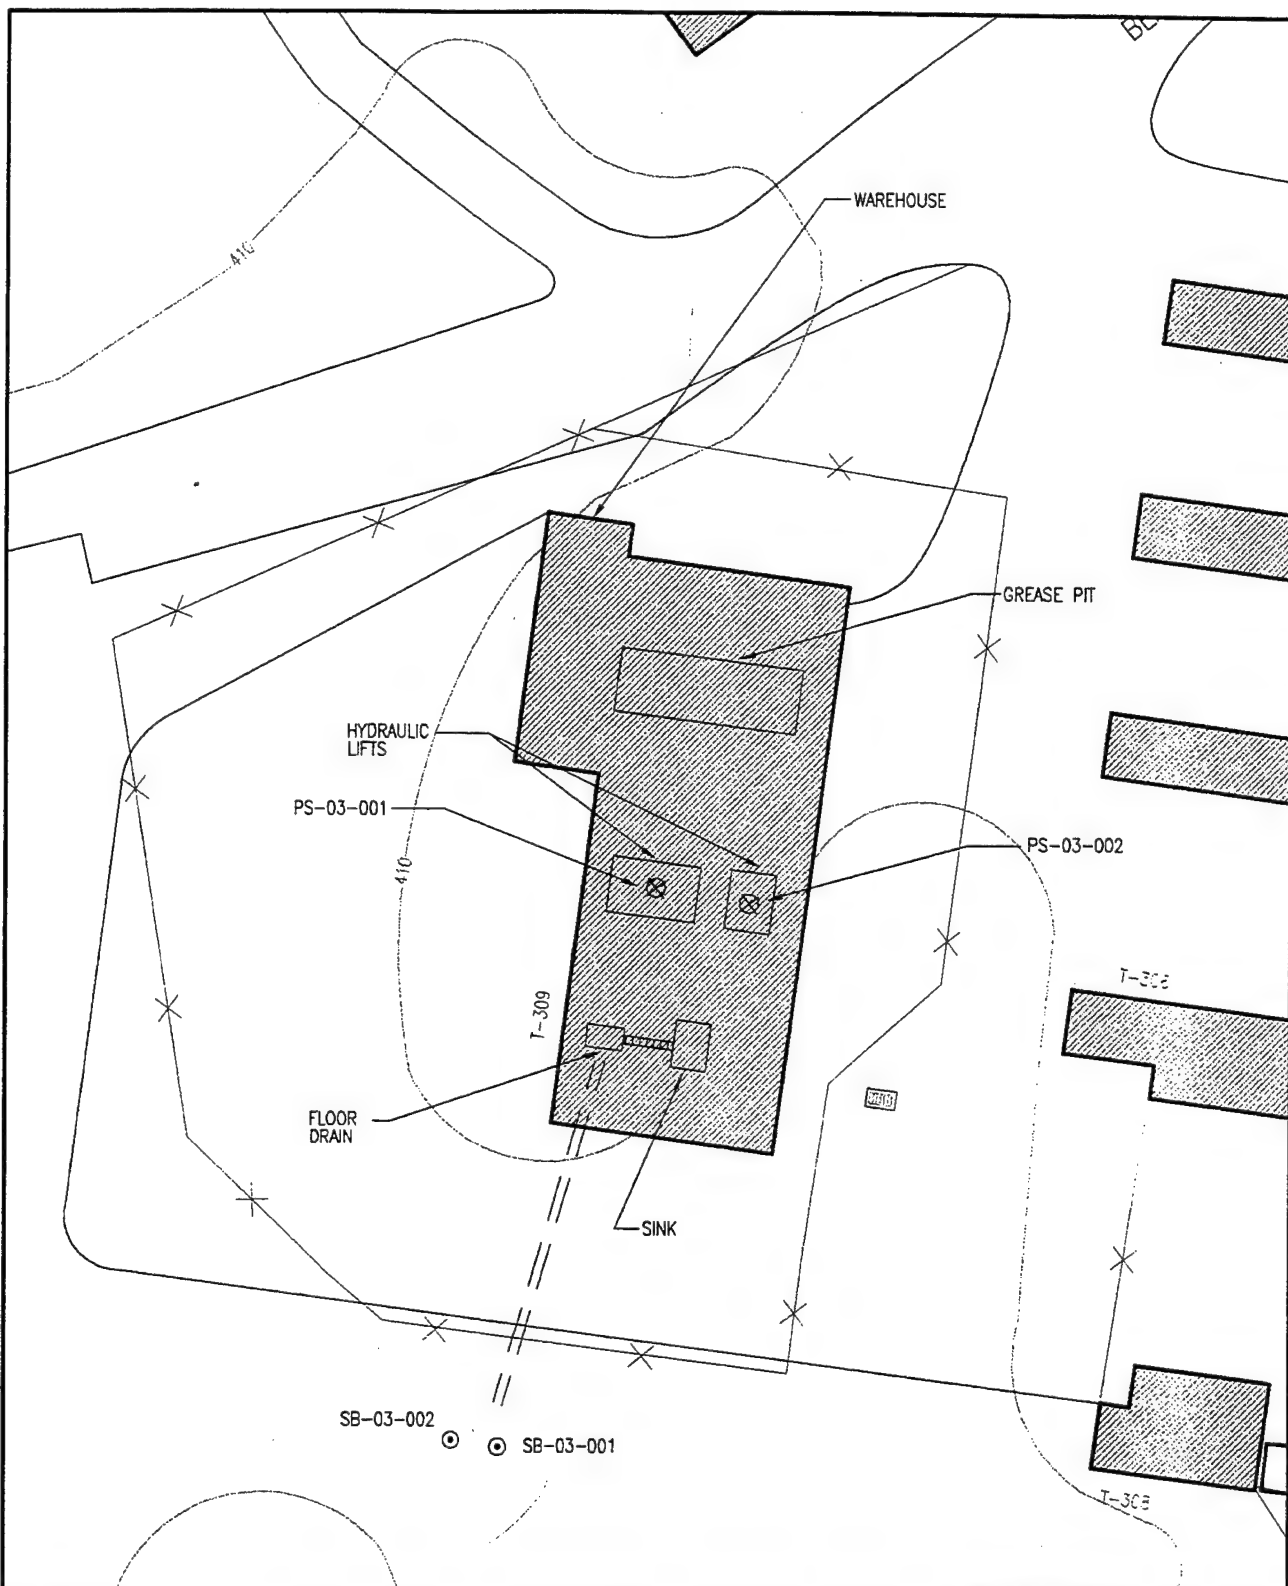 WAREHOUSE
410
GREASE PIT
HYDRAULIC
LIFTS
PS-03-001
PS-03-002
410
T-309
FLOOR
DRAIN
SINK
SB-03-002
SB-03-001